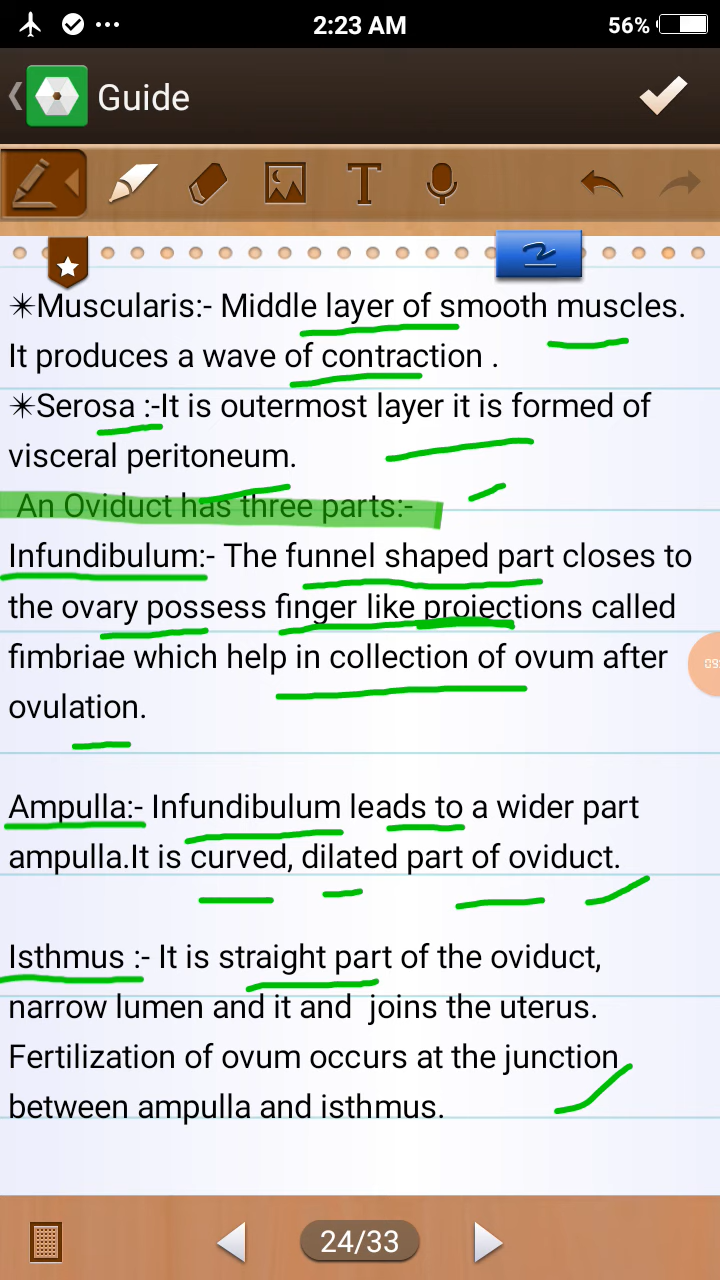 2:23 AM
56%
Guide
✴Muscularis:- Middle layer of smooth muscles.
It produces a wave of contraction .
✴Serosa :-It is outermost layer it is formed of
visceral peritoneum.
An Oviduct has three parts:-
Infundibulum:- The funnel shaped part closes to
the ovary possess finger like projections called
fimbriae which help in collection of ovum after
ovulation.
Ampulla:- Infundibulum leads to a wider part
ampulla.It is curved, dilated part of oviduct.
Isthmus :- It is straight part of the oviduct,
narrow lumen and it and  joins the uterus.
Fertilization of ovum occurs at the junction
between ampulla and isthmus.
24/33